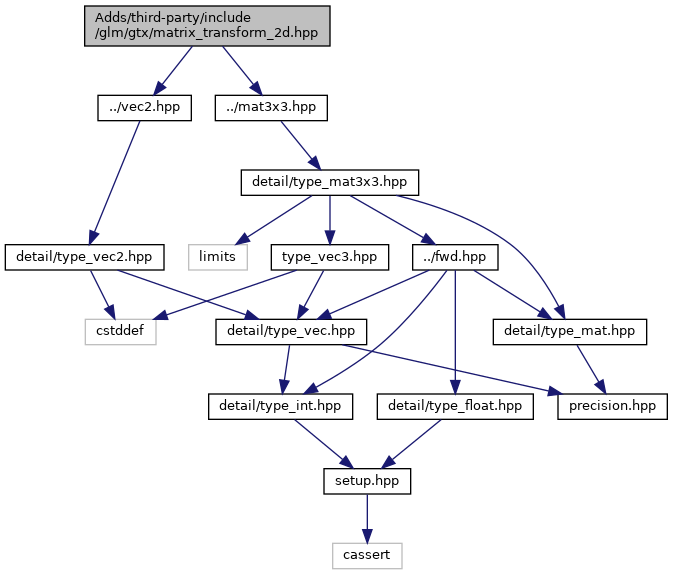 Adds/third-party/include
/glm/gtx/matrix_transform_2d.hpp
../vec2.hpp
../mat3x3.hpp
detail/type_mat3x3.hpp
detail/type_vec2.hpp
limits
type_vec3.hpp
../fwd.hpp
cstddef
detail/type_vec.hpp
detail/type_mat.hpp
detail/type_int.hpp
detail/type_float.hpp
precision.hpp
setup.hpp
cassert